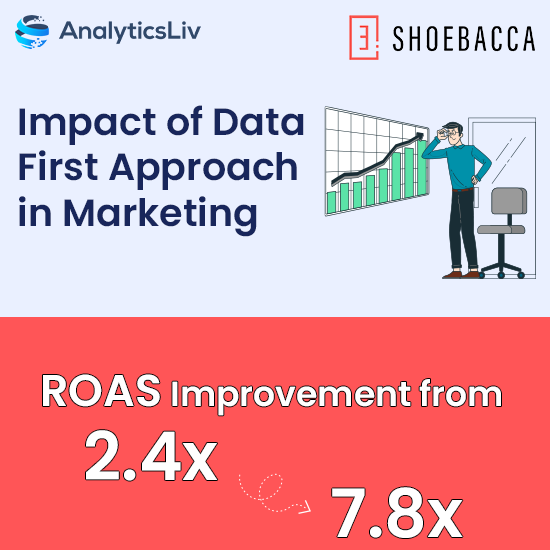 AnalyticsLiv
SHOEBACCA
Impact of Data
First Approach
in Marketing
ROAS Improvement from
2.4x
7.8x